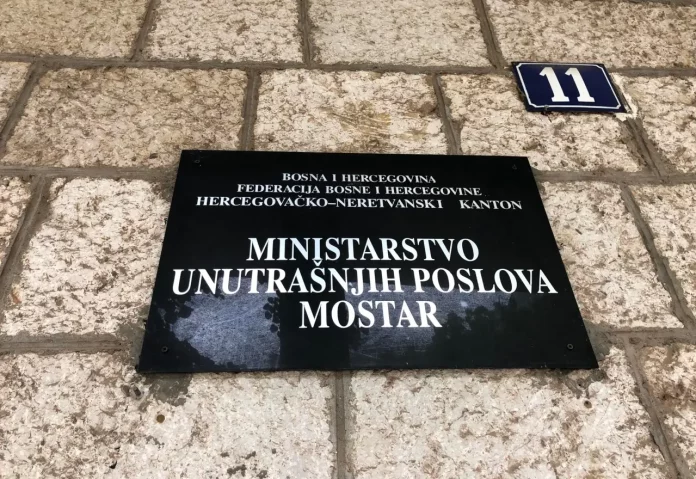 11
BOSNA I HERCEGOVINA
FEDERACIJA BOSNE I HERCEGOVINE
HERCEGOVAČKO–NERETVANSKI KANTON
MINISTARSTVO
UNUTRAŠNJIH POSLOVA
MOSTAR